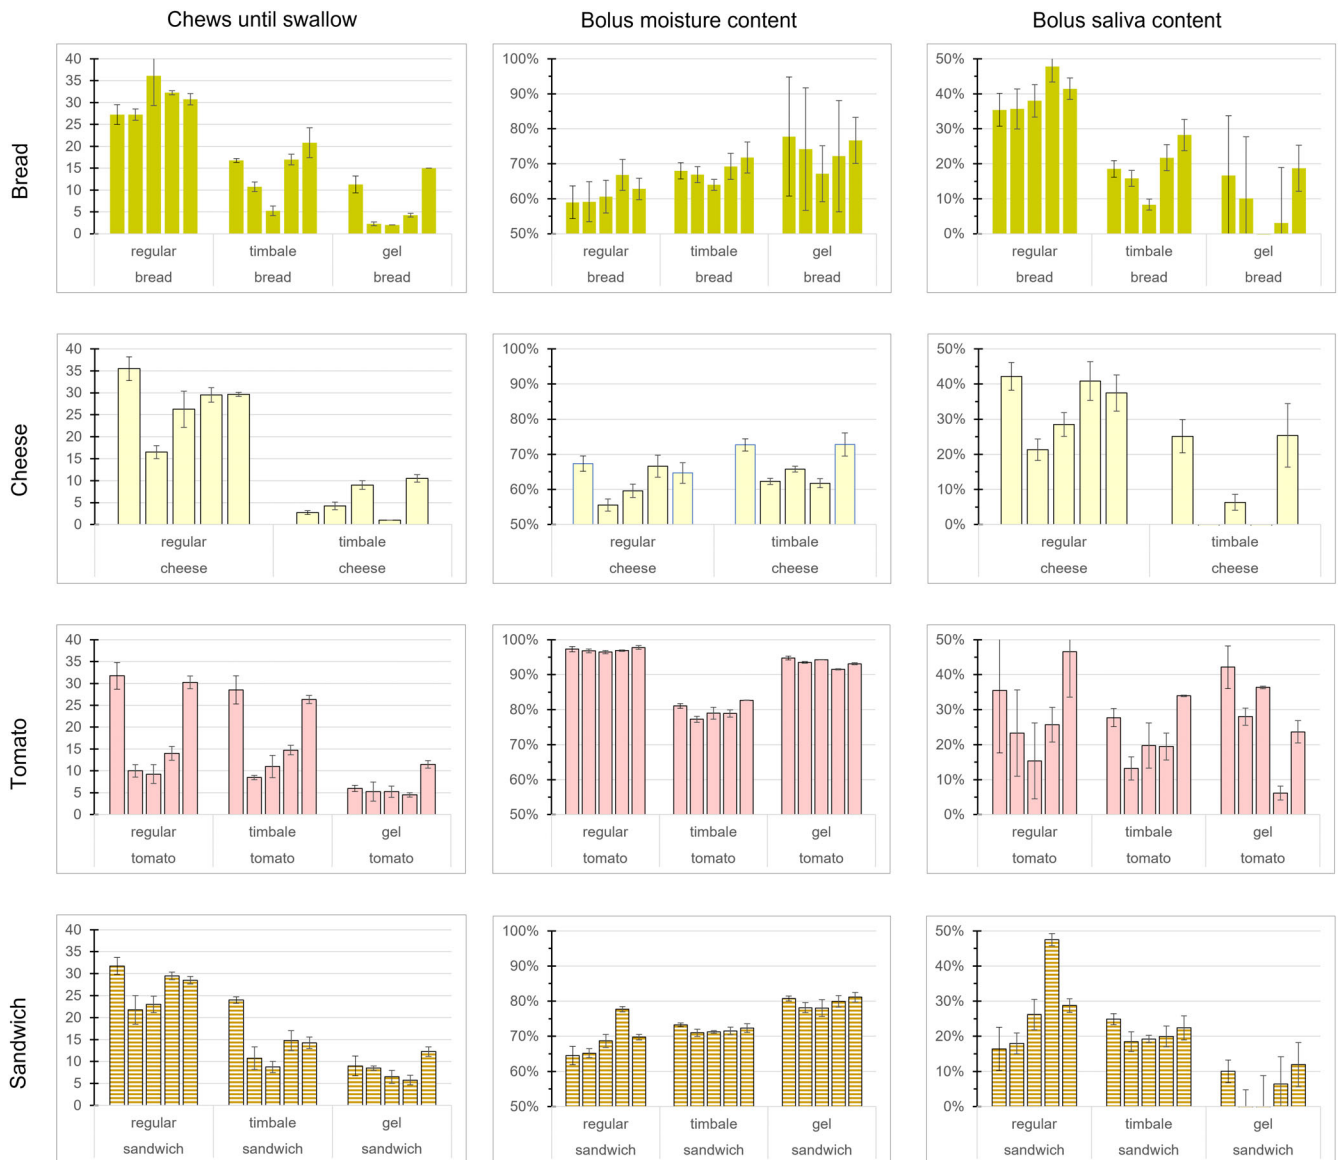 Chews until swallow Bolus moisture content Bolus saliva content
Bread
40
35
30
25
20
15
10
5
0
regular timbale gel
bread bread bread
100%
90%
80%
70%
60%
50%
regular timbale gel
bread bread bread
50%
40%
30%
20%
10%
0%
regular timbale gel
bread bread bread
Cheese
40
35
30
25
20
15
10
5
0
regular timbale
cheese cheese
100%
90%
80%
70%
60%
50%
regular timbale
cheese cheese
50%
40%
30%
20%
10%
0%
regular timbale
cheese cheese
Tomato
40
35
30
25
20
15
10
5
0
regular timbale gel
tomato tomato tomato
100%
90%
80%
70%
60%
50%
regular timbale gel
tomato tomato tomato
50%
40%
30%
20%
10%
0%
regular timbale gel
tomato tomato tomato
Sandwich
40
35
30
25
20
15
10
5
0
regular timbale gel
sandwich sandwich sandwich
100%
90%
80%
70%
60%
50%
regular timbale gel
sandwich sandwich sandwich
50%
40%
30%
20%
10%
0%
regular timbale gel
sandwich sandwich sandwich